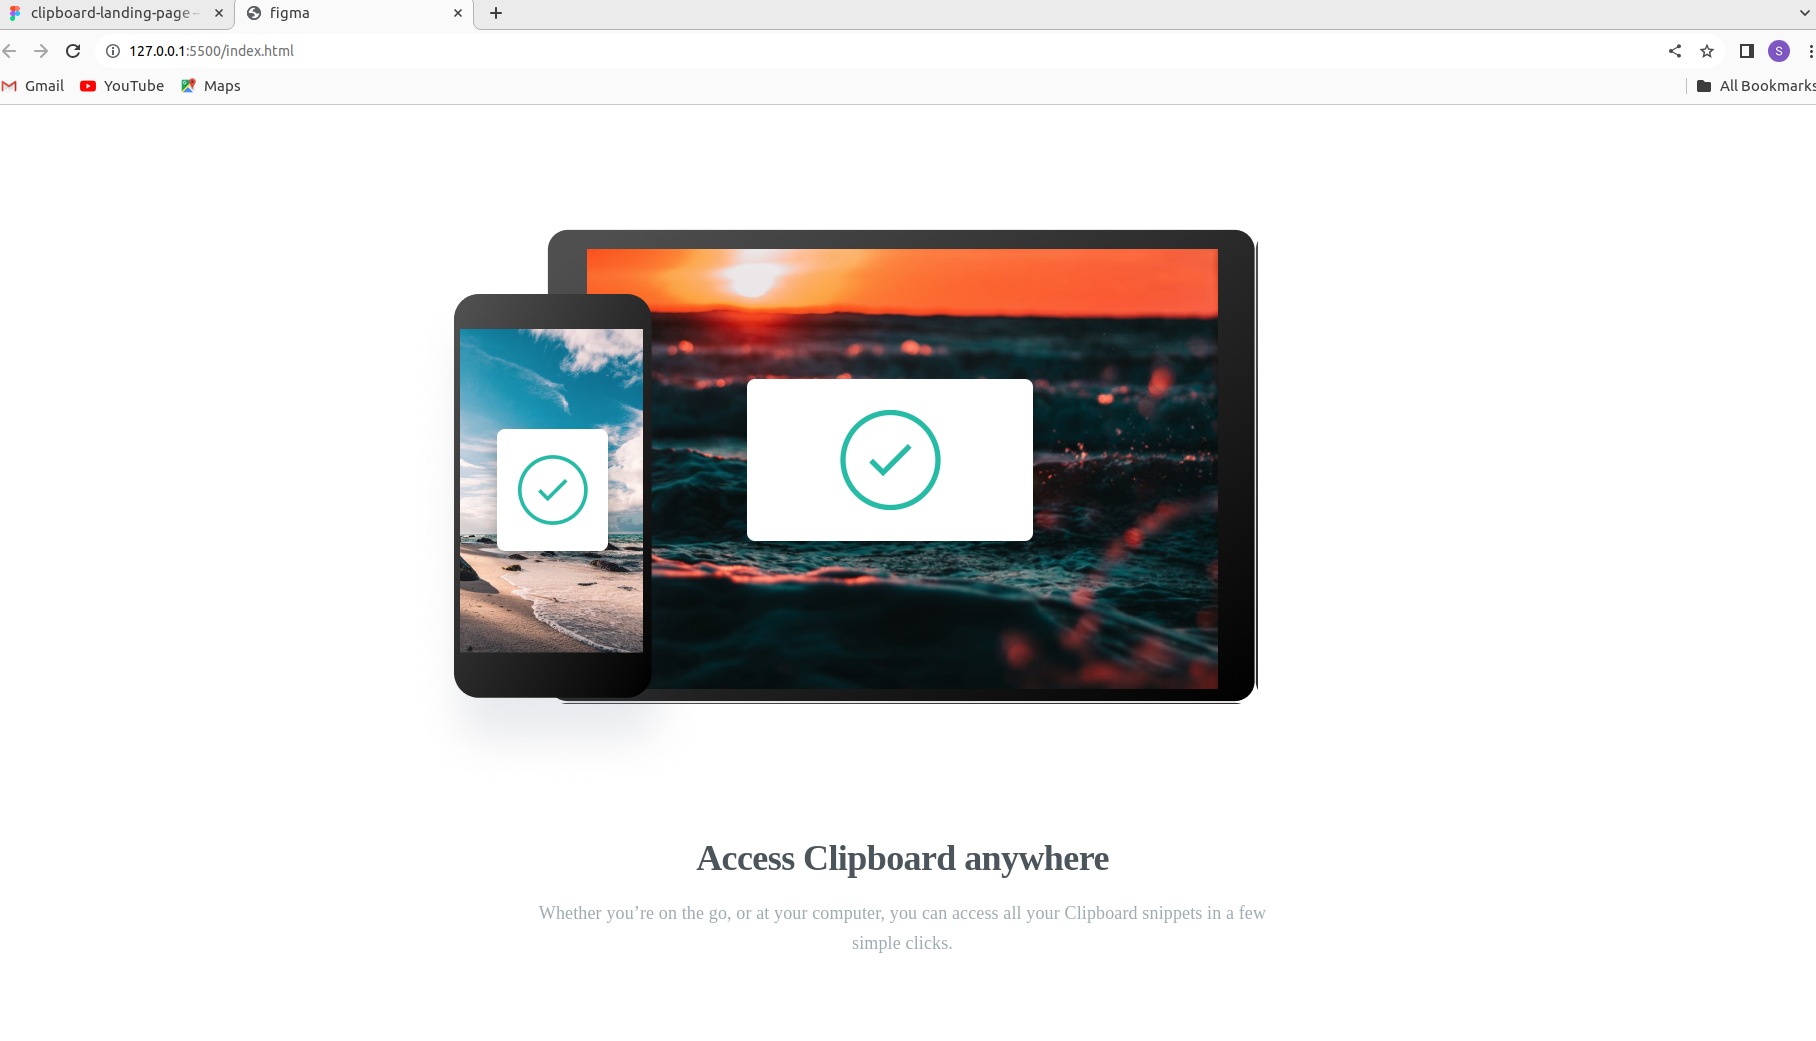 clipboard-landing-page -
figma
127.0.0.1:5500/index.html
S
Gmail
YouTube
Maps
All Bookmarks
Access Clipboard anywhere
Whether you’re on the go, or at your computer, you can access all your Clipboard snippets in a few
simple clicks.